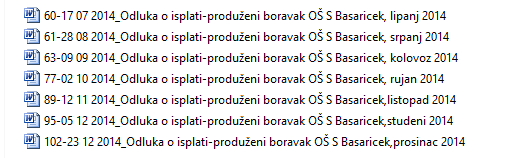 60-17 07 2014_Odluka o isplati-produženi boravak OŠ S Basaricek, lipanj 2014
61-28 08 2014_Odluka o isplati-produženi boravak OŠ S Basaricek, srpanj 2014
63-09 09 2014_Odluka o isplati-produženi boravak OŠ S Basaricek, kolovoz 2014
77-02 10 2014_Odluka o isplati-produženi boravak OŠ S Basaricek, rujan 2014
89-12 11 2014_Odluka o isplati-produženi boravak OŠ S Basaricek,listopad 2014
95-05 12 2014_Odluka o isplati-produženi boravak OŠ S Basaricek,studeni 2014
102-23 12 2014_Odluka o isplati-produženi boravak OŠ S Basaricek,prosinac 2014